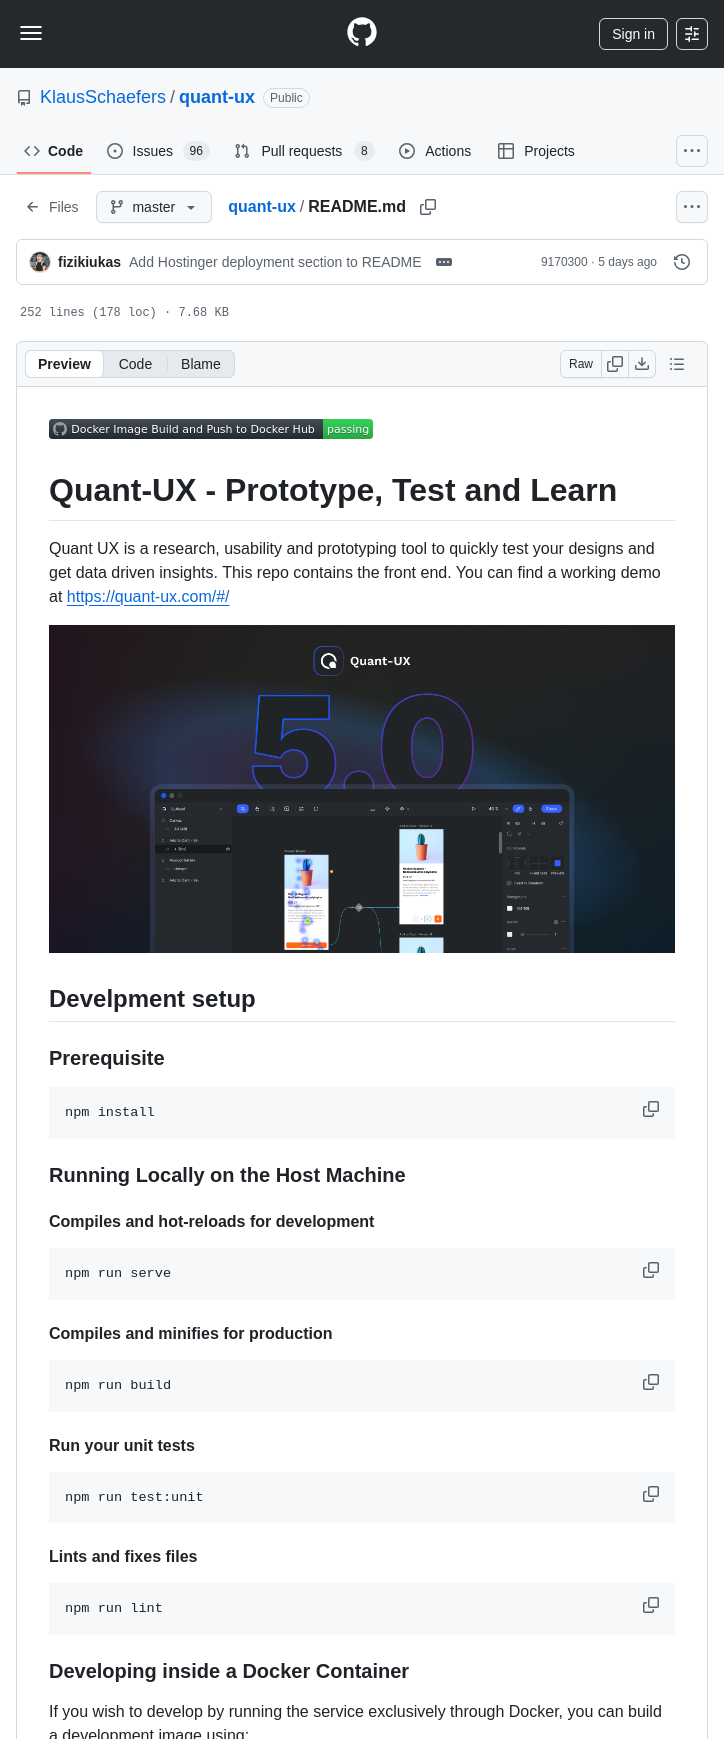 Sign in
KlausSchaefers / quant-ux Public
Code Issues 96 Pull requests 8 Actions Projects
Files master quant-ux / README.md
fizikiukas Add Hostinger deployment section to README 9170300 · 5 days ago
252 lines (178 loc) · 7.68 KB
Preview Code Blame Raw
Docker Image Build and Push to Docker Hub passing
Quant-UX - Prototype, Test and Learn
Quant UX is a research, usability and prototyping tool to quickly test your designs and
get data driven insights. This repo contains the front end. You can find a working demo
at https://quant-ux.com/#/
Quant-UX
5.0
Develpment setup
Prerequisite
npm install
Running Locally on the Host Machine
Compiles and hot-reloads for development
npm run serve
Compiles and minifies for production
npm run build
Run your unit tests
npm run test:unit
Lints and fixes files
npm run lint
Developing inside a Docker Container
If you wish to develop by running the service exclusively through Docker, you can build
a development image using: